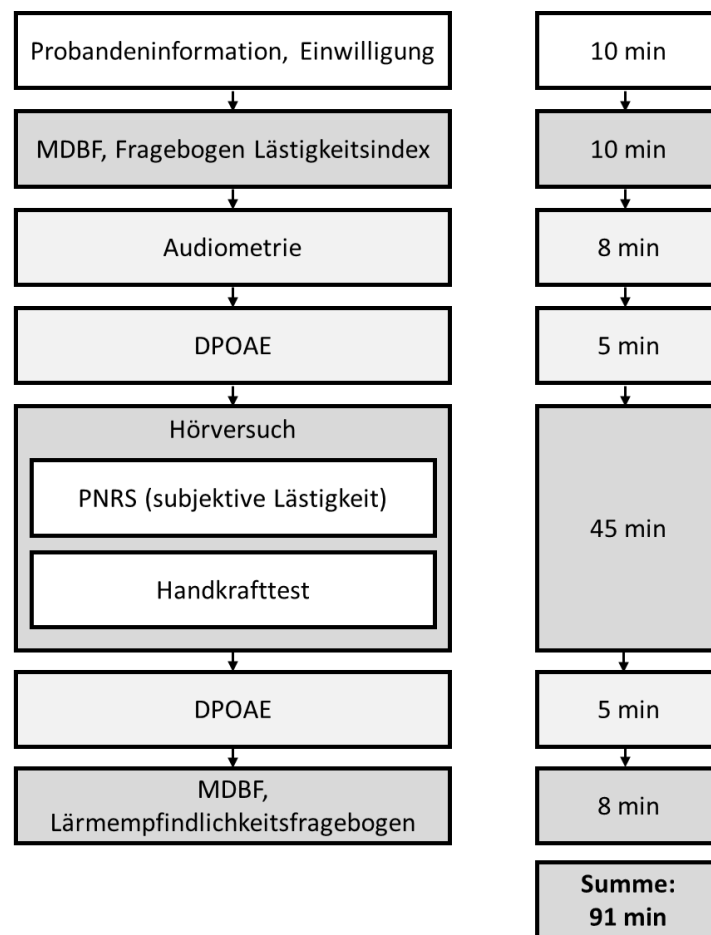 Probandeninformation, Einwilligung
10 min
MDBF, Fragebogen Lästigkeitsindex
10 min
Audiometrie
8 min
DPOAE
5 min
Hörversuch
PNRS (subjektive Lästigkeit)
Handkrafttest
45 min
DPOAE
5 min
MDBF,
Lärmempfindlichkeitsfragebogen
8 min
Summe:
91 min